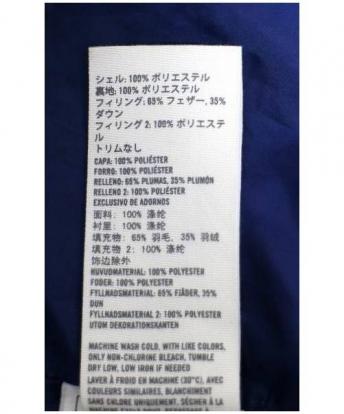 シェル: 100% ポリエステル
裏地: 100% ポリエステル
フィリング: 65% フェザー, 35%
ダウン
フィリング 2: 100% ポリエステ
ル
トリムなし
CAPA: 100% POLIÉSTER
FORRO: 100% POLIÉSTER
RELLENO: 65% PLUMAS, 35% PLUMÓN
RELLENO 2: 100% POLIÉSTER
EXCLUSIVO DE ADORNOS
面料: 100% 涤纶
衬里: 100% 涤纶
填充物: 65% 羽毛, 35% 羽绒
填充物 2: 100% 涤纶
饰边除外
HUVUDMATERIAL: 100% POLYESTER
FODER: 100% POLYESTER
FYLLNADSMATERIAL: 65% FJÄDER, 35%
DUN
FYLLNADSMATERIAL 2: 100% POLYESTER
UTOM DEKORATIONSKANTEN
MACHINE WASH COLD, WITH LIKE COLORS,
ONLY NON-CHLORINE BLEACH, TUMBLE
DRY LOW, LOW IRON IF NEEDED
LAVER À FROID EN MACHINE (30°C), AVEC
COULEURS SIMILAIRES, BLANCHIMENT
SANS CHLORE UNIQUEMENT, SÉCHAGE